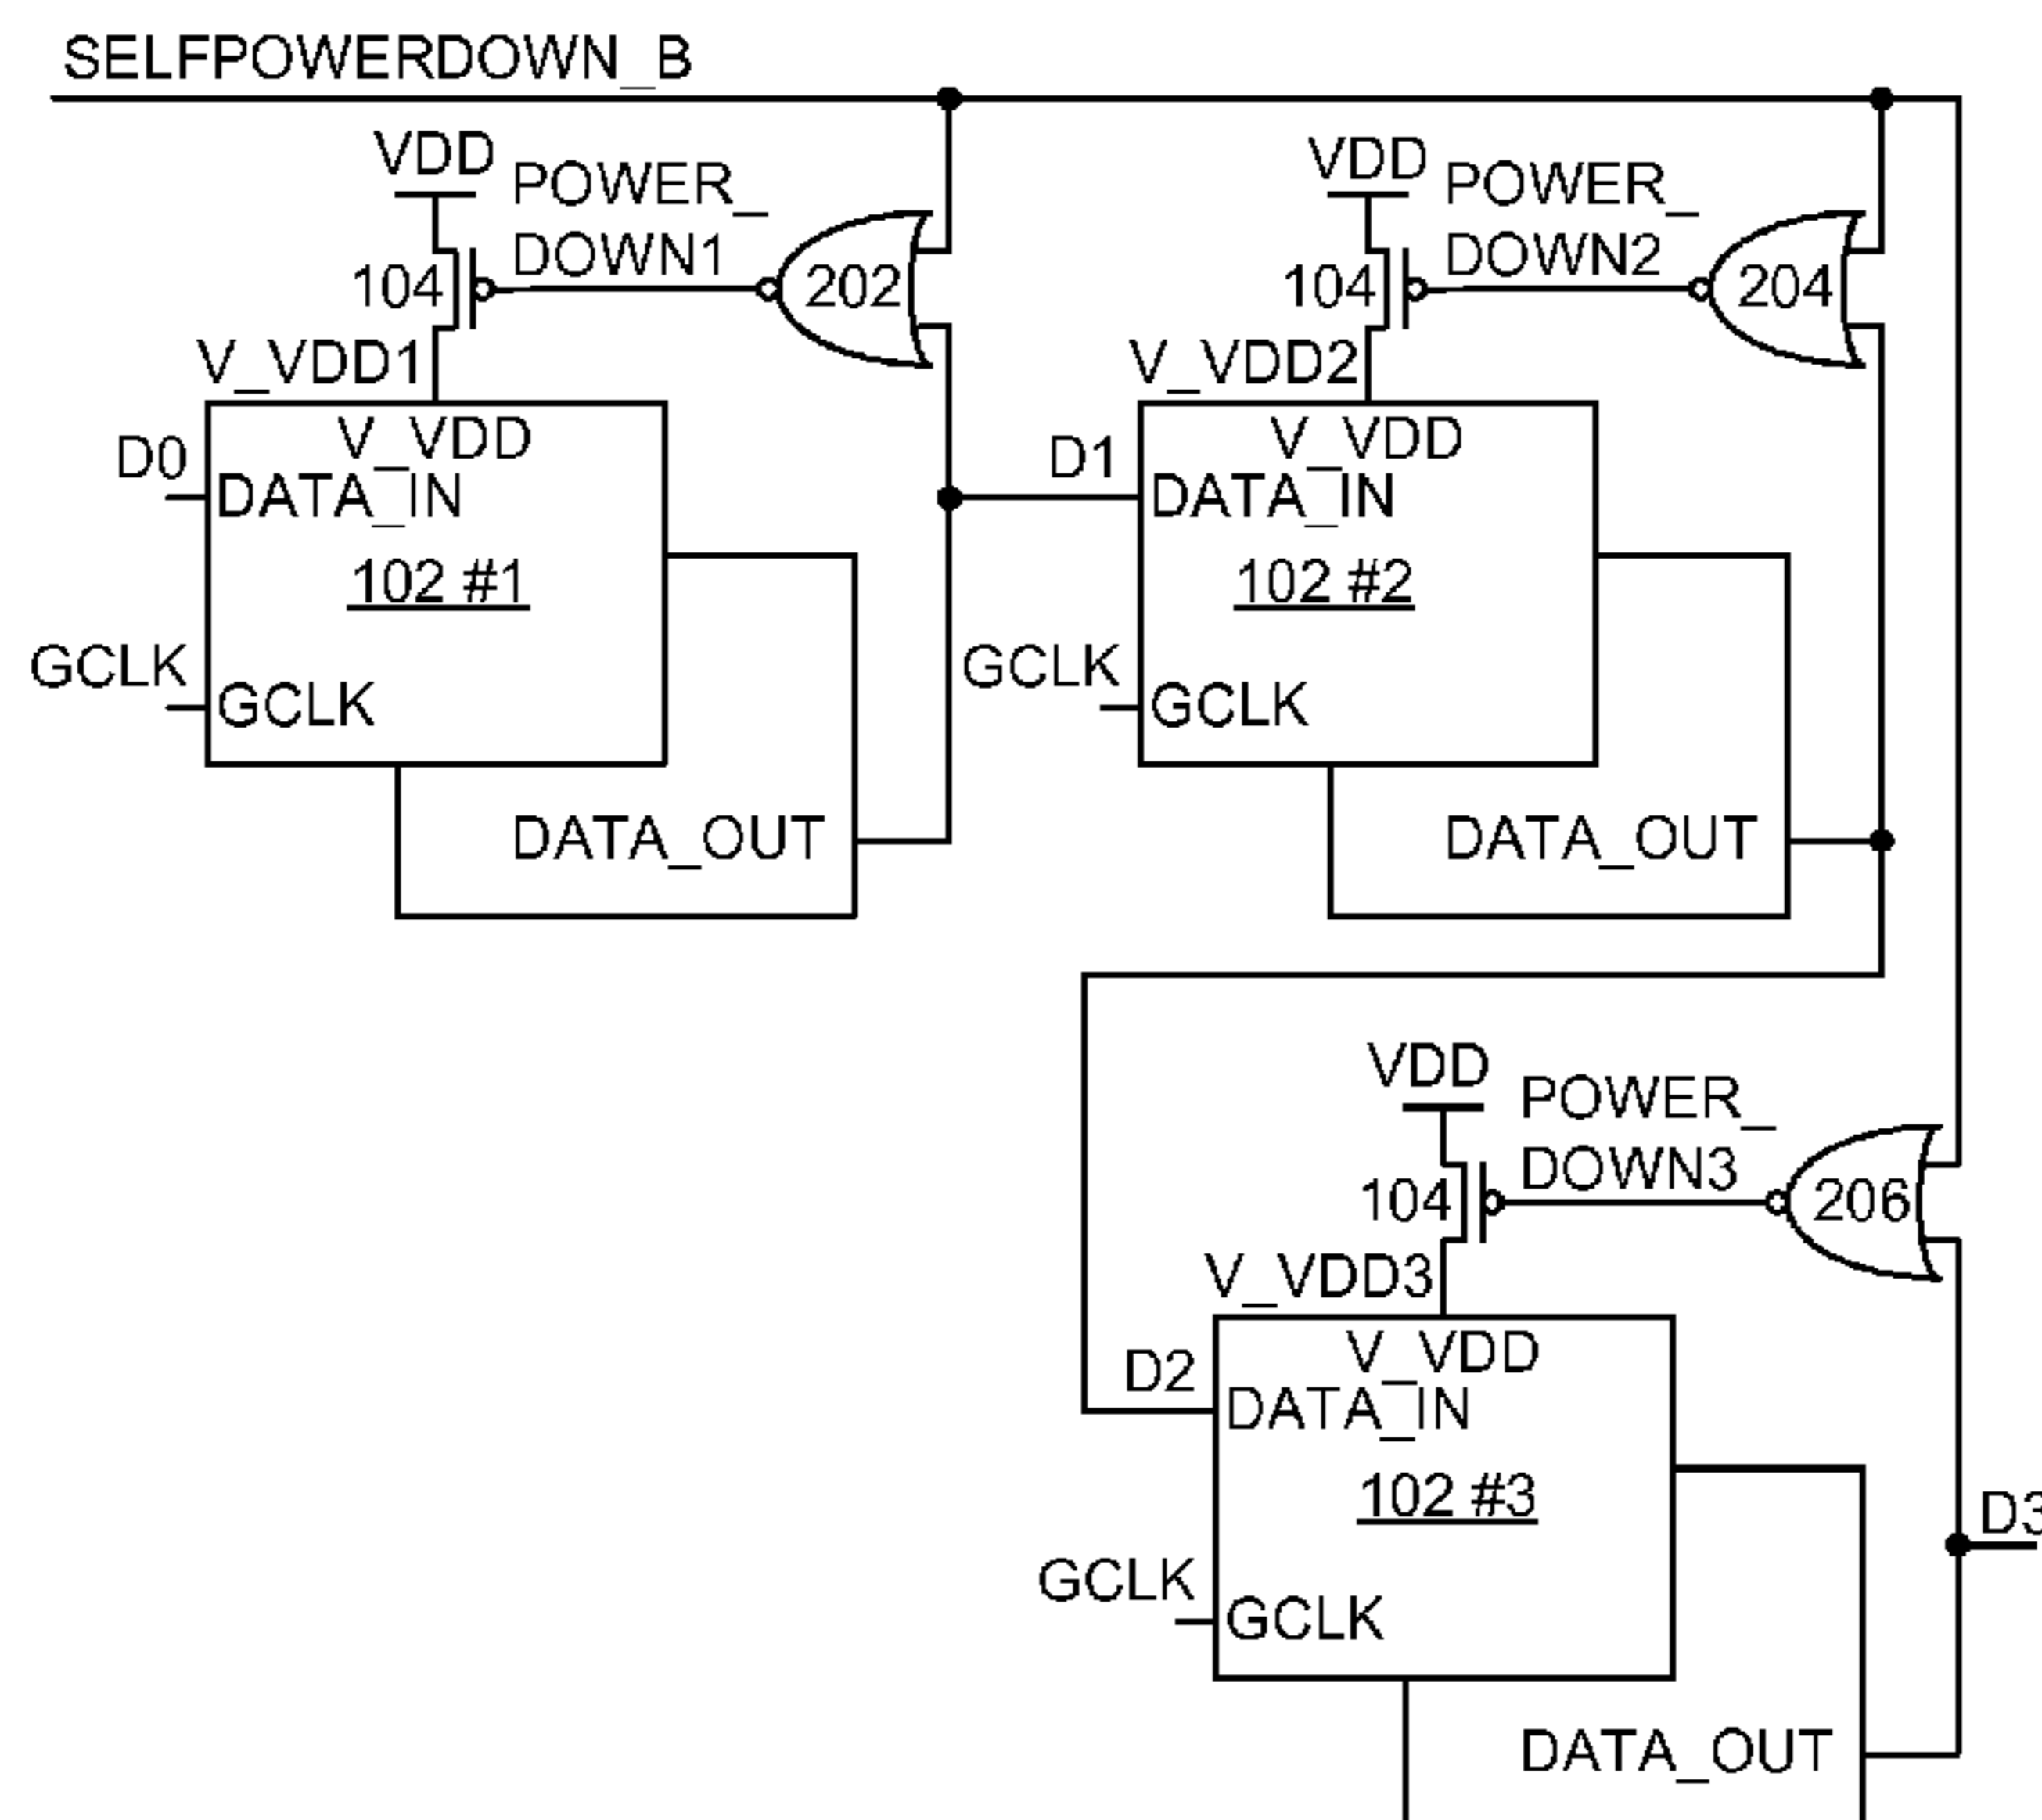 SELFPOWERDOWN_B
VDD
POWER_
DOWN1
104
202
V_VDD1
V_VDD
D0
DATA_IN
102 #1
GCLK
GCLK
DATA_OUT
VDD
POWER_
DOWN2
104
204
V_VDD2
V_VDD
D1
DATA_IN
102 #2
GCLK
GCLK
DATA_OUT
VDD
POWER_
DOWN3
104
206
V_VDD3
V_VDD
D2
DATA_IN
102 #3
D3
GCLK
GCLK
DATA_OUT